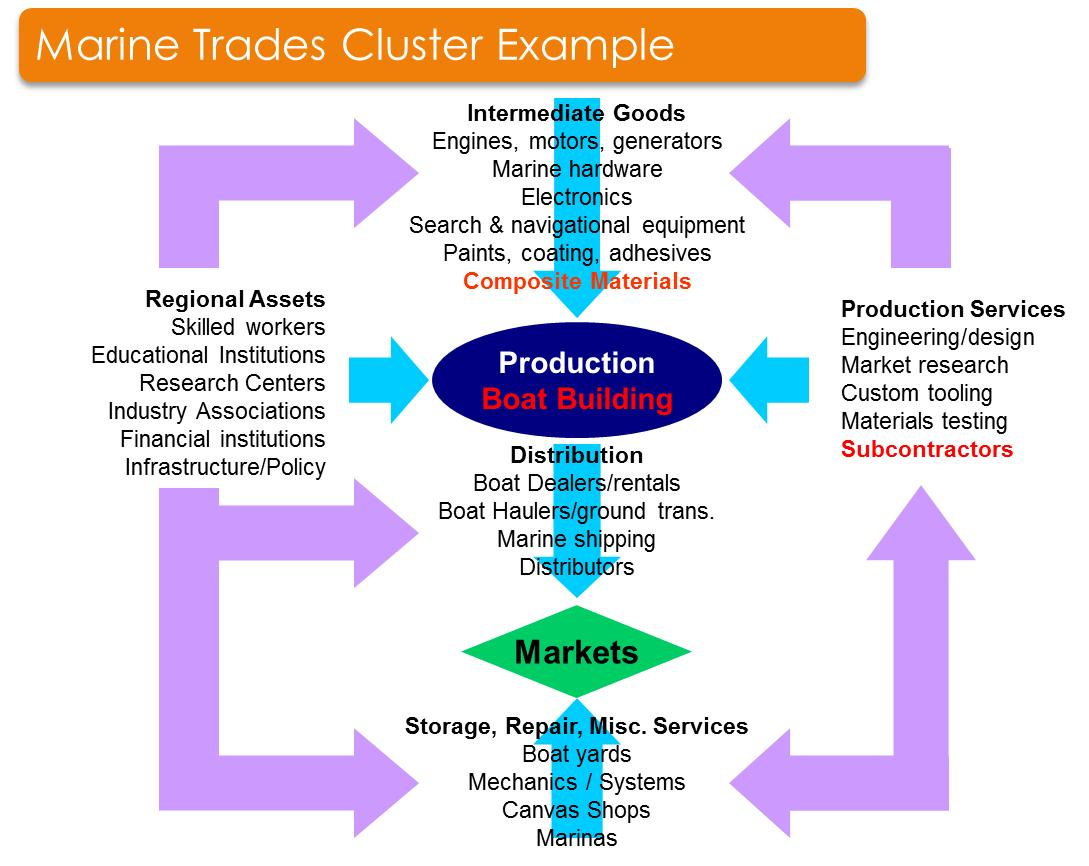 Marine Trades Cluster Example
Intermediate Goods
Engines, motors, generators
Marine hardware
Electronics
Search & navigational equipment
Paints, coating, adhesives
Composite Materials
Regional Assets
Skilled workers
Educational Institutions
Research Centers
Industry Associations
Financial institutions
Infrastructure/Policy
Production
Boat Building
Production Services
Engineering/design
Market research
Custom tooling
Materials testing
Subcontractors
Distribution
Boat Dealers/rentals
Boat Haulers/ground trans.
Marine shipping
Distributors
Markets
Storage, Repair, Misc. Services
Boat yards
Mechanics / Systems
Canvas Shops
Marinas